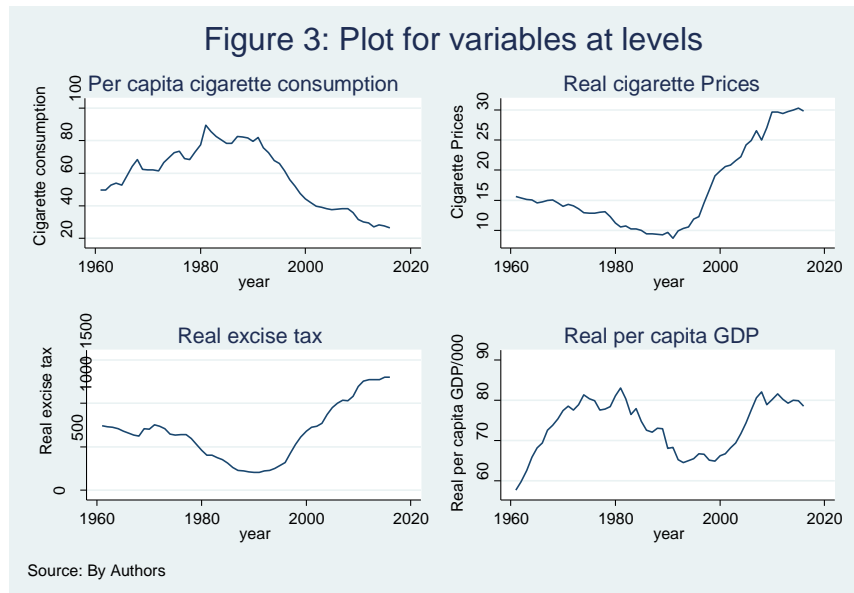 Figure 3: Plot for variables at levels
Per capita cigarette consumption
Cigarette consumption
100
80
60
40
20
1960 1980 2000 2020
year
Real cigarette Prices
Cigarette Prices
30
25
20
15
10
1960 1980 2000 2020
year
Real excise tax
Real excise tax
1500
1000
500
0
1960 1980 2000 2020
year
Real per capita GDP
Real per capita GDP/000
90
80
70
60
1960 1980 2000 2020
year
Source: By Authors